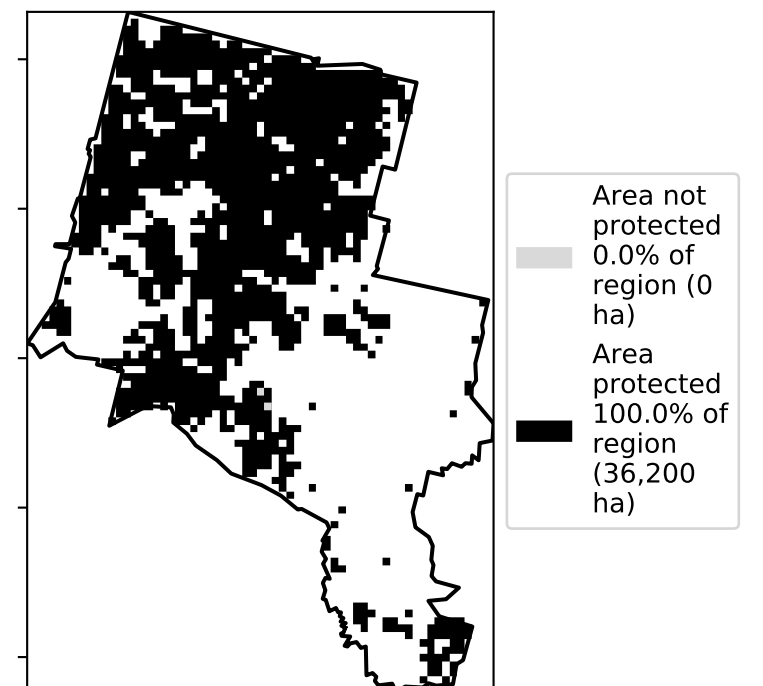 Area not
protected
0.0% of
region (0
ha)
Area
protected
100.0% of
region
(36,200
ha)